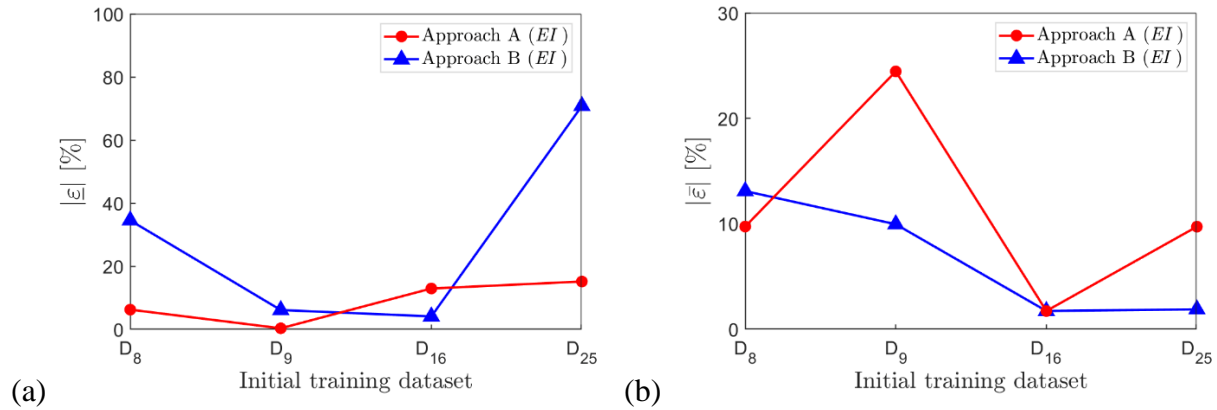 100
80
60
40
20
0
|ε̲| [%]
Approach A (EI)
Approach B (EI)
D8 D9 D16 D25
Initial training dataset
(a)
30
20
10
0
|ε̅| [%]
Approach A (EI)
Approach B (EI)
D8 D9 D16 D25
Initial training dataset
(b)